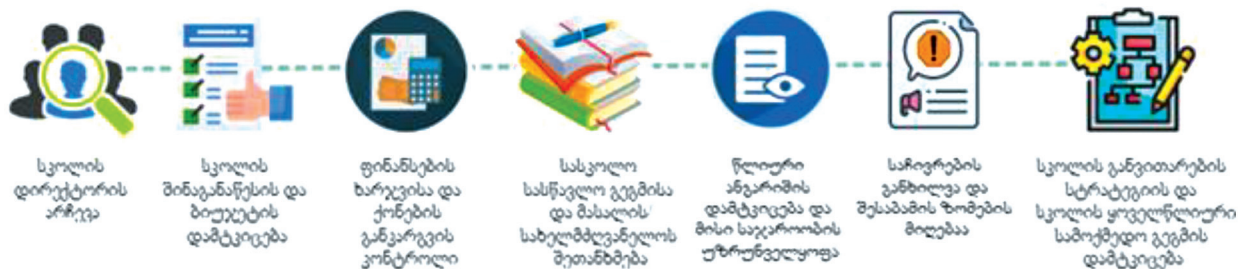 სკოლის
დირექტორის
არჩევა
სკოლის
შინაგანაწესის და
ბიუჯეტის
დამტკიცება
ფინანსების
ხარჯვისა და
ქონების
განკარგვის
კონტროლი
სასკოლო
სასწავლო გეგმისა
და მასალის/
სახელმძღვანელოს
შეთანხმება
წლიური
ანგარიშის
დამტკიცება და
მისი საჯაროობის
უზრუნველყოფა
საჩივრების
განხილვა და
შესაბამის ზომების
მიღებაა
სკოლის განვითარების
სტრატეგიის და
სკოლის ყოველწლიური
სამოქმედო გეგმის
დამტკიცება